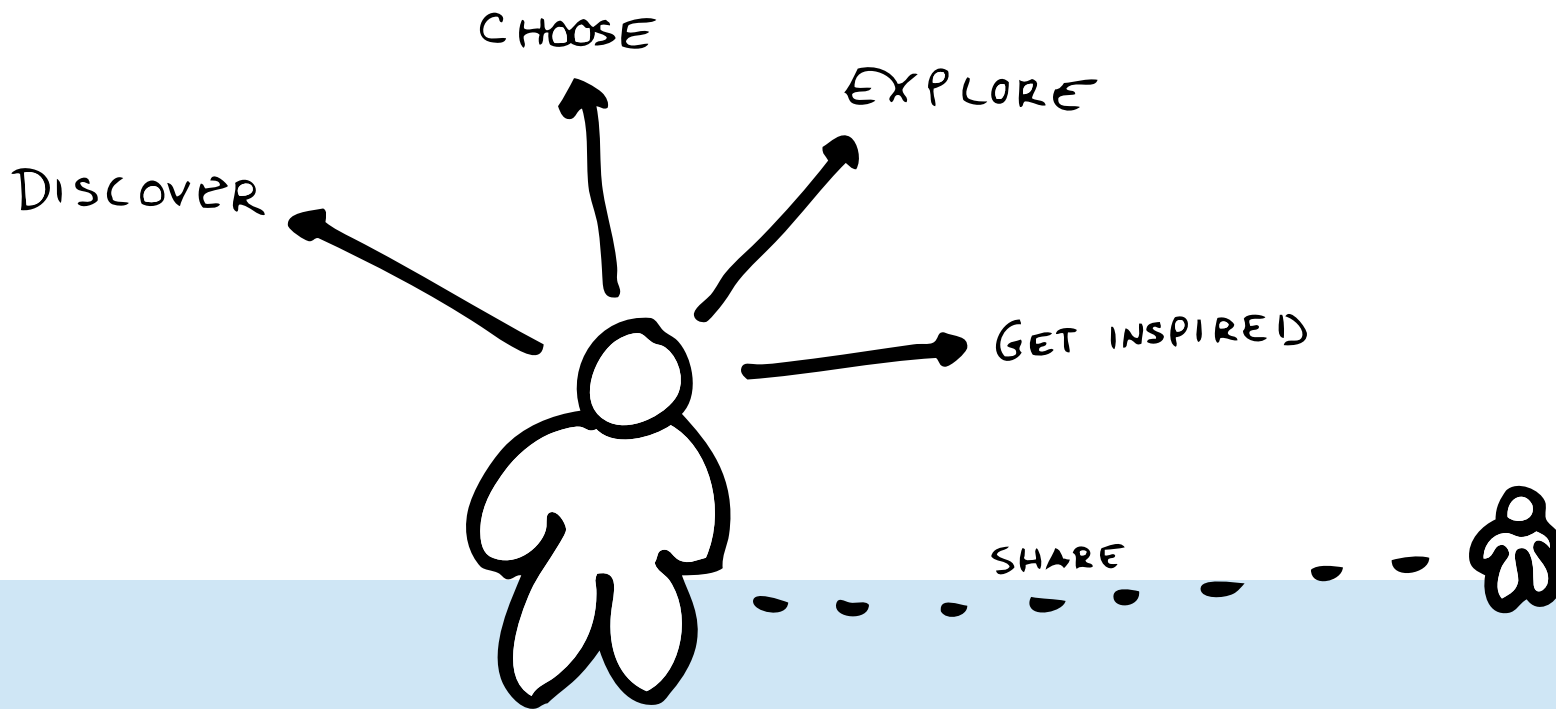 CHOOSE
EXPLORE
DISCOVER
GET INSPIRED
SHARE